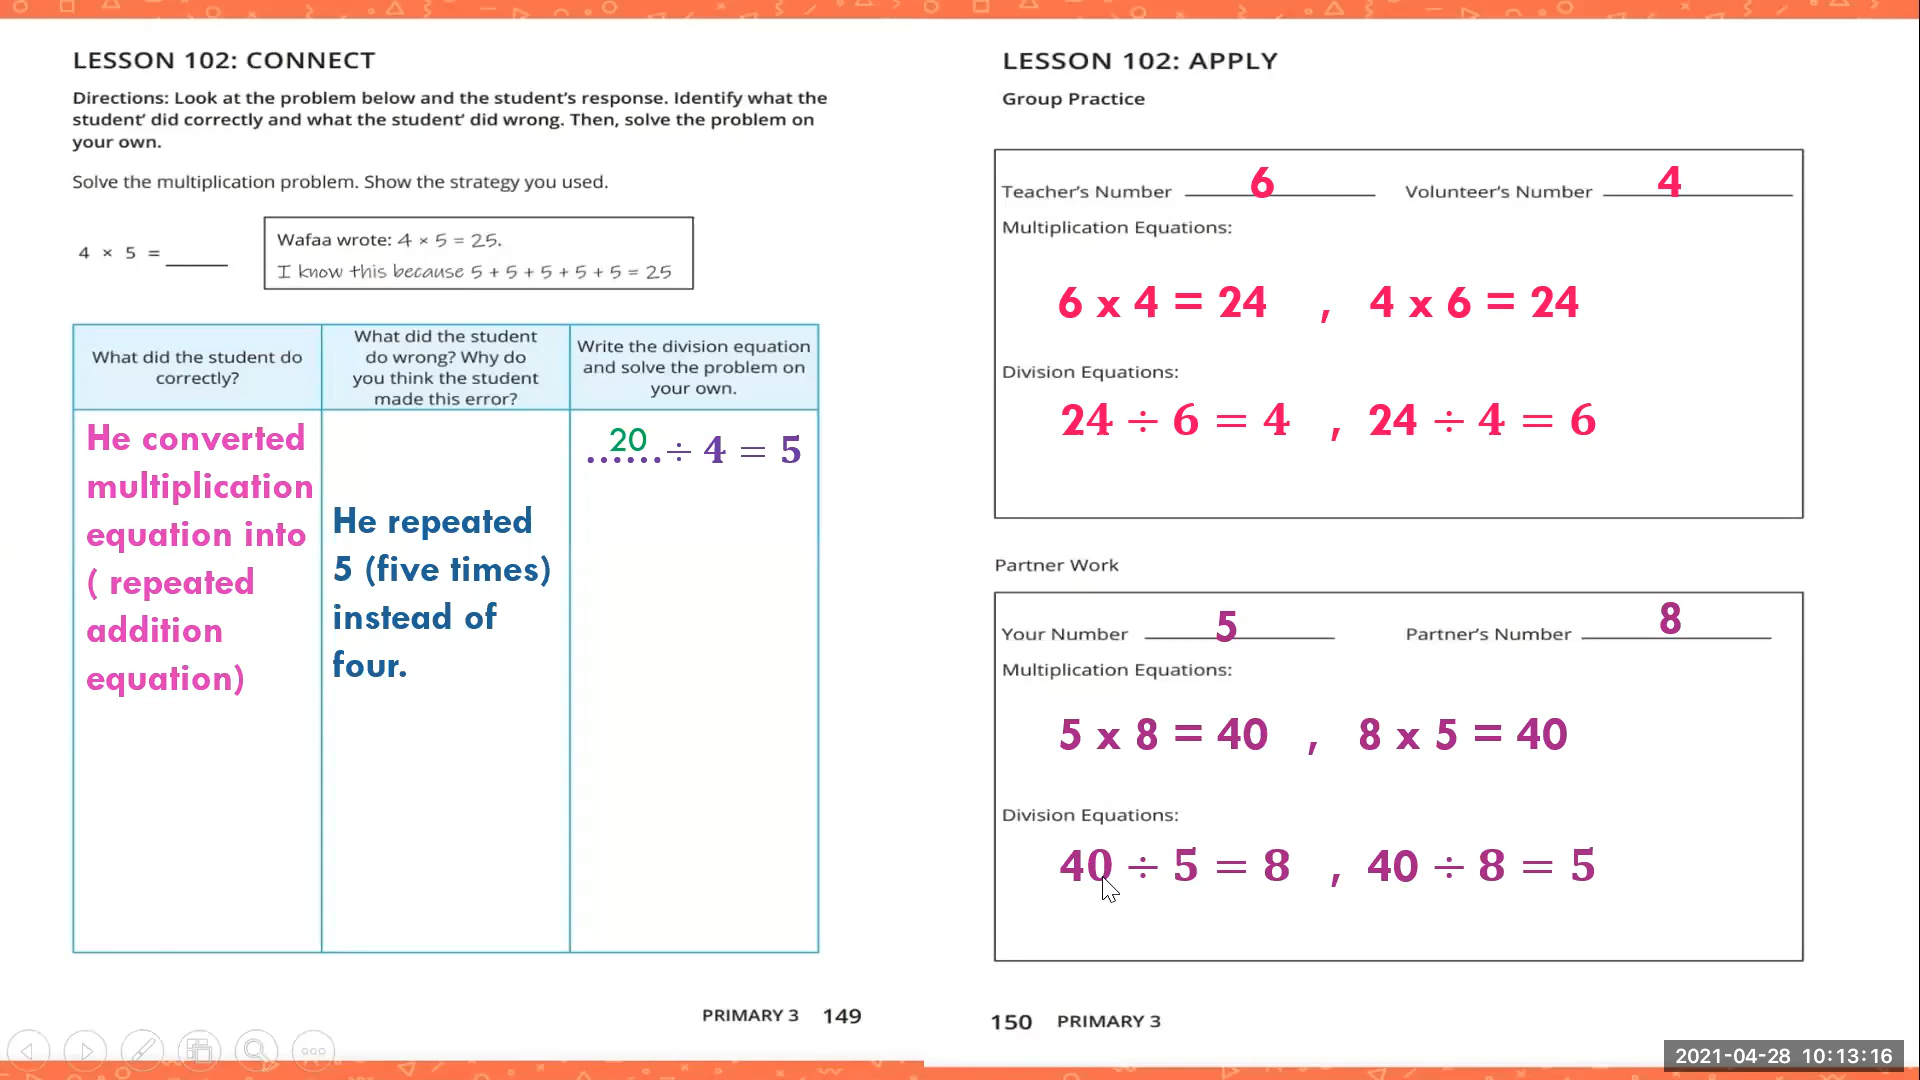 LESSON 102: CONNECT
Directions: Look at the problem below and the student's response. Identify what the
student' did correctly and what the student' did wrong. Then, solve the problem on
your own.
Solve the multiplication problem. Show the strategy you used.
4 × 5 = ____
Wafaa wrote: 4 × 5 = 25.
I know this because 5 + 5 + 5 + 5 + 5 = 25
What did the student do
correctly?
He converted
multiplication
equation into
( repeated
addition
equation)
What did the student
do wrong? Why do
you think the student
made this error?
He repeated
5 (five times)
instead of
four.
Write the division equation
and solve the problem on
your own.
20
......÷ 4 = 5
PRIMARY 3 149
LESSON 102: APPLY
Group Practice
Teacher's Number 6 Volunteer's Number 4
Multiplication Equations:
6 x 4 = 24 , 4 x 6 = 24
Division Equations:
24 ÷ 6 = 4 , 24 ÷ 4 = 6
Partner Work
Your Number 5 Partner's Number 8
Multiplication Equations:
5 x 8 = 40 , 8 x 5 = 40
Division Equations:
40 ÷ 5 = 8 , 40 ÷ 8 = 5
150 PRIMARY 3
2021-04-28 10:13:16